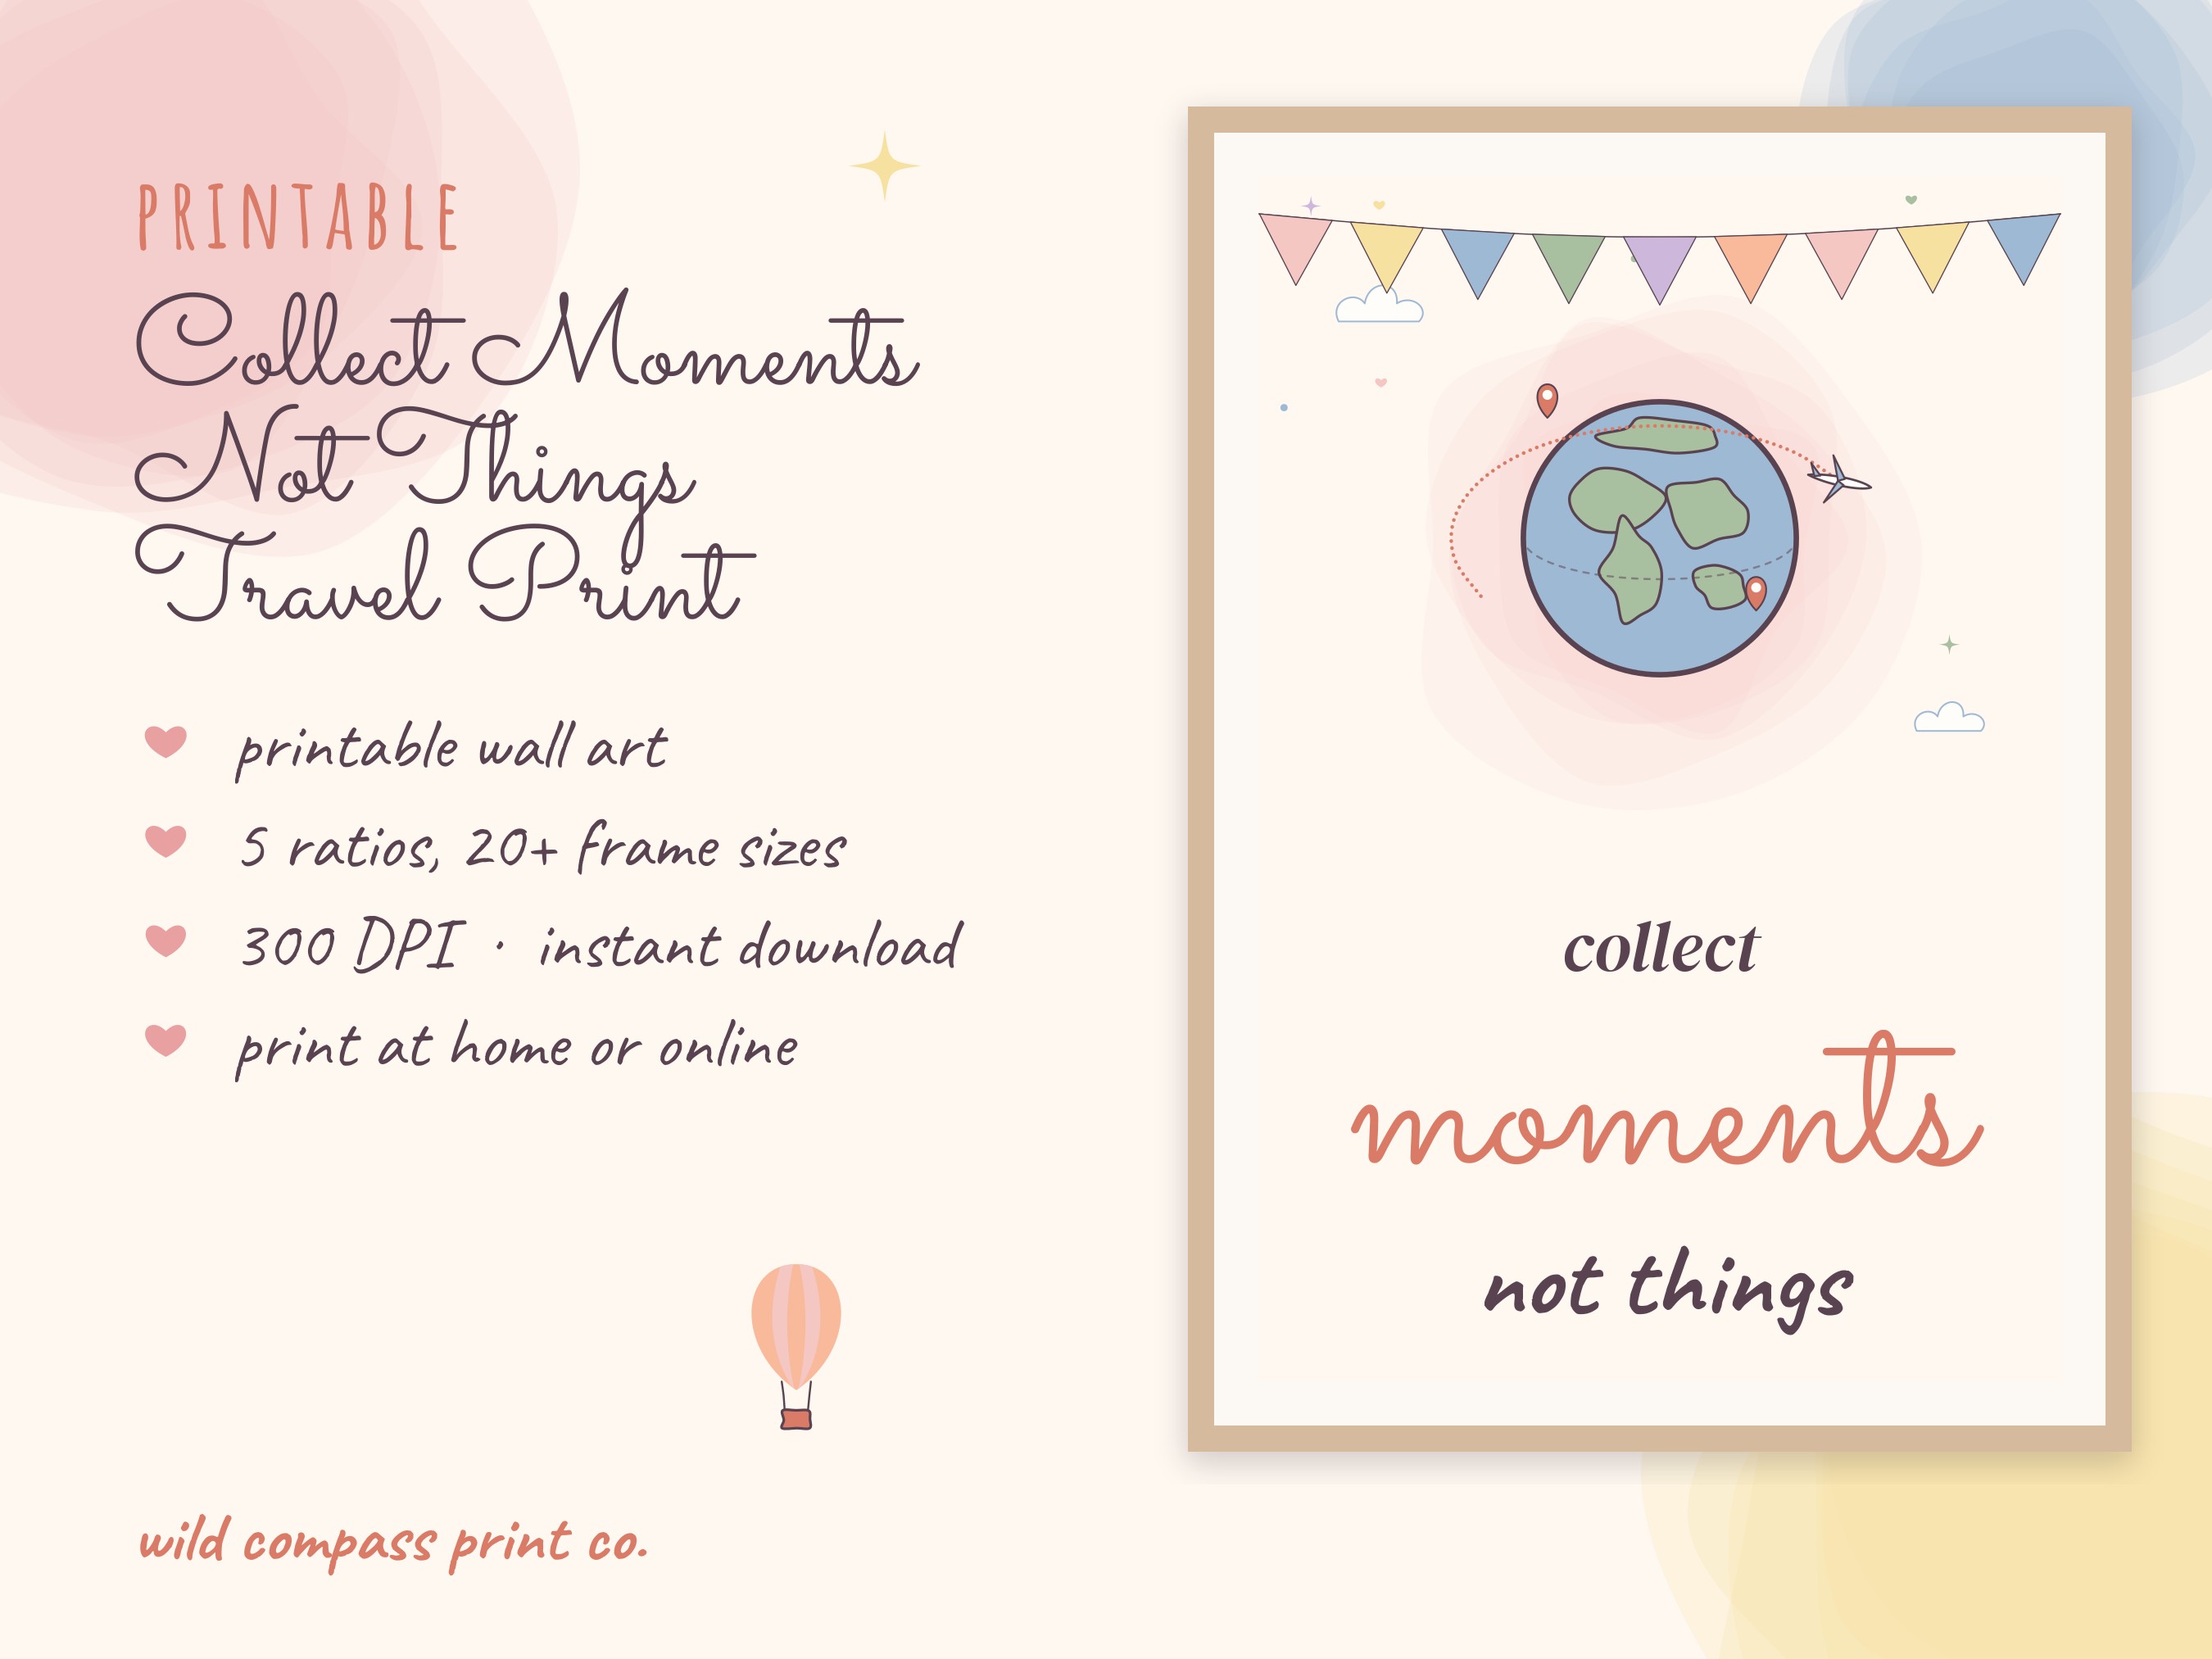 PRINTABLE
Collect Moments
Not Things
Travel Print
printable wall art
5 ratios, 20+ frame sizes
300 DPI · instant download
print at home or online
wild compass print co.
collect
moments
not things